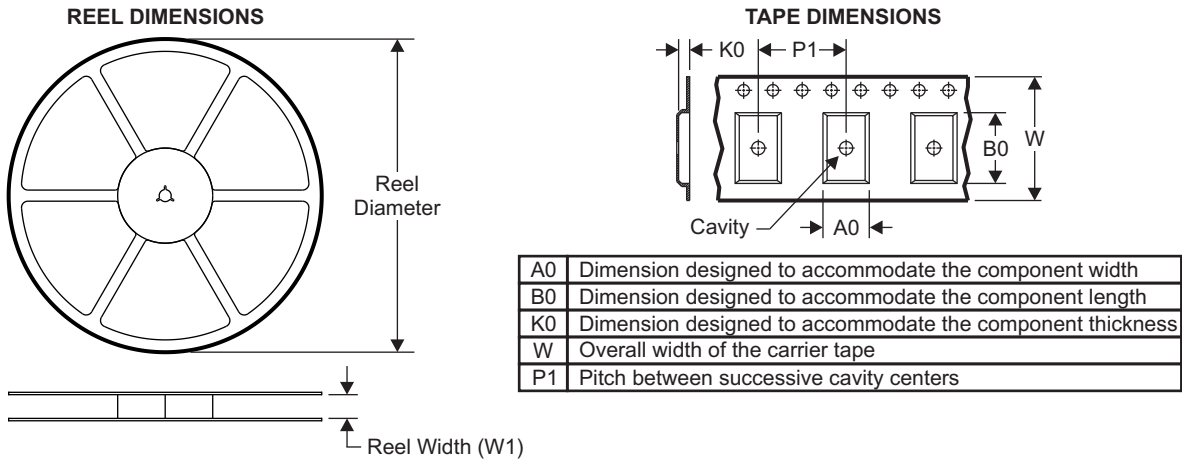 REEL DIMENSIONS
Reel
Diameter
Reel Width (W1)
TAPE DIMENSIONS
K0 P1
B0 W
Cavity A0
A0 Dimension designed to accommodate the component width
B0 Dimension designed to accommodate the component length
K0 Dimension designed to accommodate the component thickness
W Overall width of the carrier tape
P1 Pitch between successive cavity centers